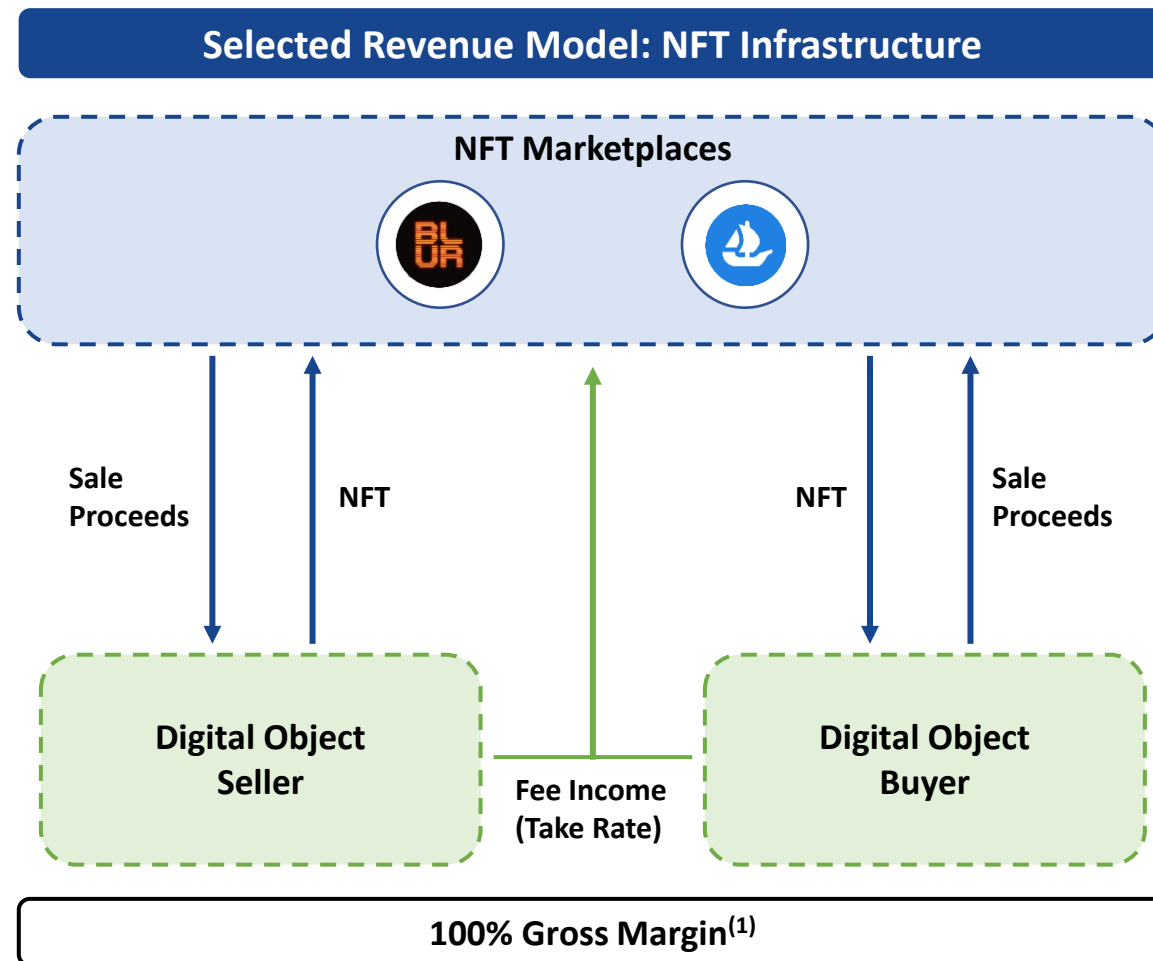 Selected Revenue Model: NFT Infrastructure
NFT Marketplaces
BL
UR
Sale
Proceeds
NFT
NFT
Sale
Proceeds
Digital Object
Seller
Fee Income
(Take Rate)
Digital Object
Buyer
100% Gross Margin(1)